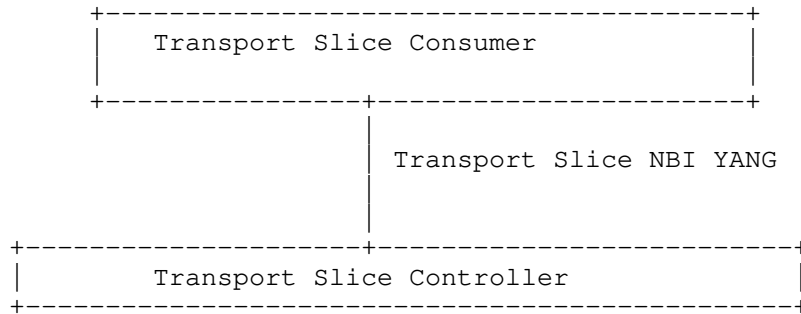 Transport Slice Consumer
Transport Slice NBI YANG
Transport Slice Controller